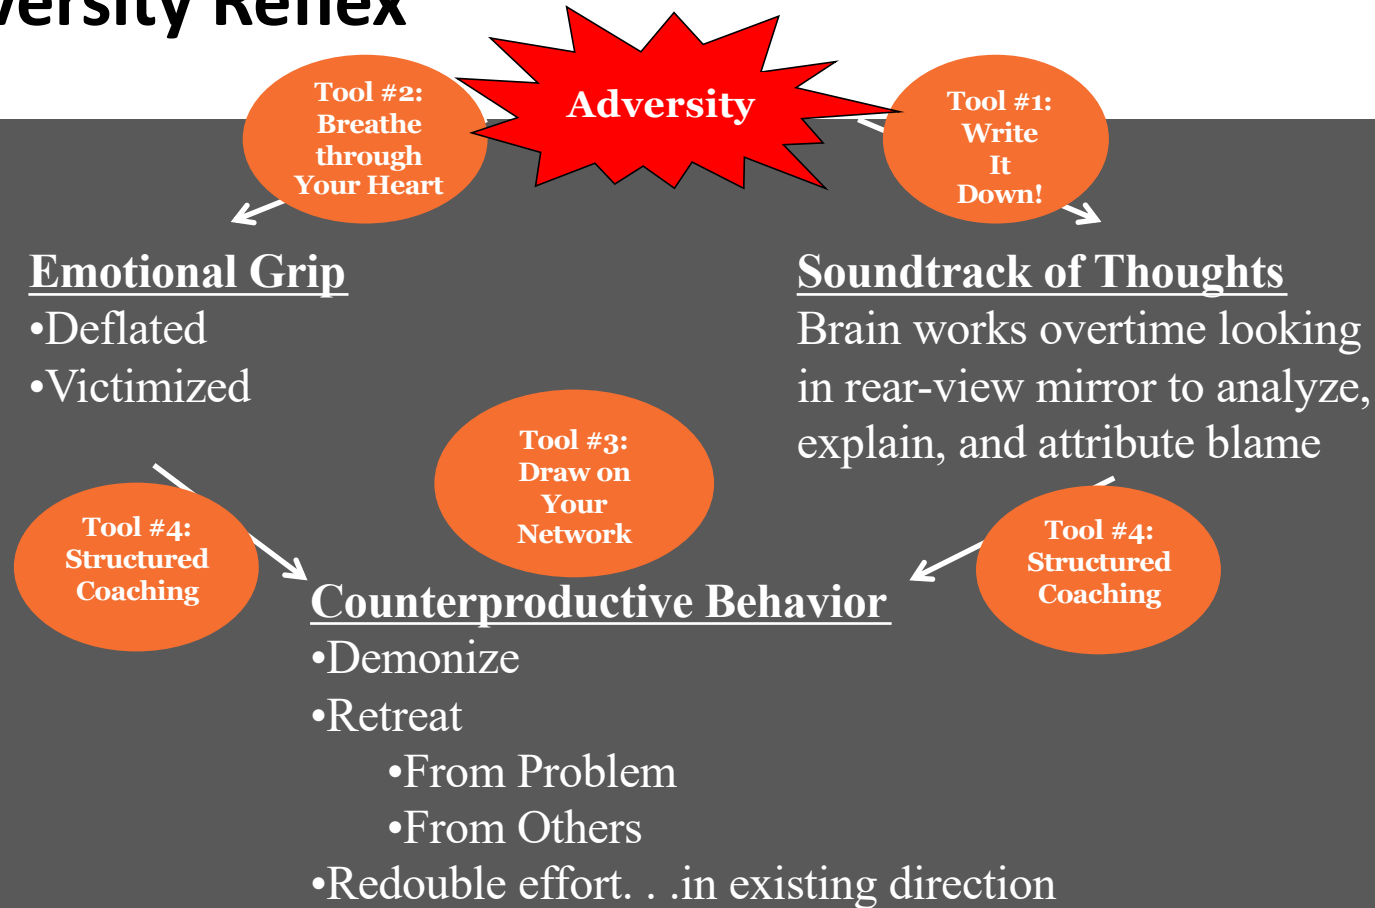 versity Reflex
Adversity
Tool #2:
Breathe
through
Your Heart
Tool #1:
Write
It
Down!
Emotional Grip
•Deflated
•Victimized
Soundtrack of Thoughts
Brain works overtime looking
in rear-view mirror to analyze,
explain, and attribute blame
Tool #3:
Draw on
Your
Network
Tool #4:
Structured
Coaching
Tool #4:
Structured
Coaching
Counterproductive Behavior
•Demonize
•Retreat
•From Problem
•From Others
•Redouble effort. . .in existing direction